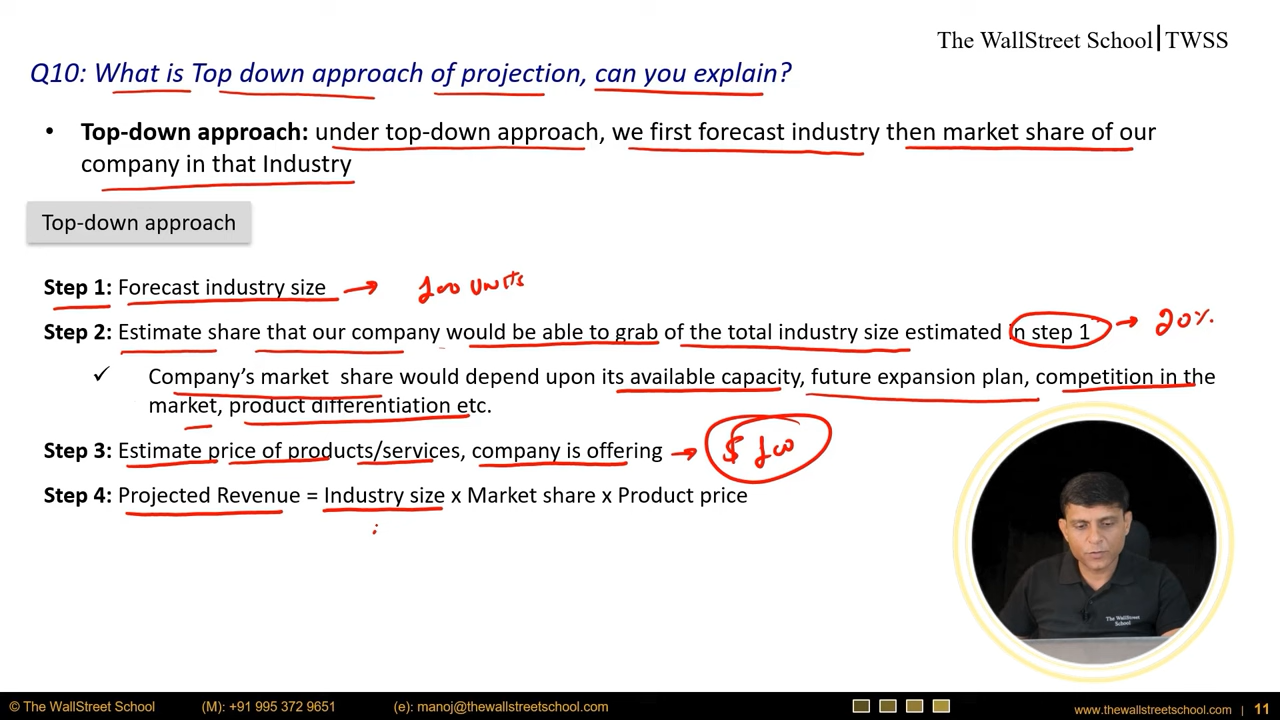 The WallStreet School | TWSS
Q10: What is Top down approach of projection, can you explain?
• Top-down approach: under top-down approach, we first forecast industry then market share of our
company in that Industry
Top-down approach
Step 1: Forecast industry size → 100 units
Step 2: Estimate share that our company would be able to grab of the total industry size estimated in step 1 → 20%
✓ Company's market share would depend upon its available capacity, future expansion plan, competition in the
market, product differentiation etc.
Step 3: Estimate price of products/services, company is offering → $ 100
Step 4: Projected Revenue = Industry size x Market share x Product price
The WallStreet
School
© The WallStreet School (M): +91 995 372 9651 (e): manoj@thewallstreetschool.com www.thewallstreetschool.com | 11